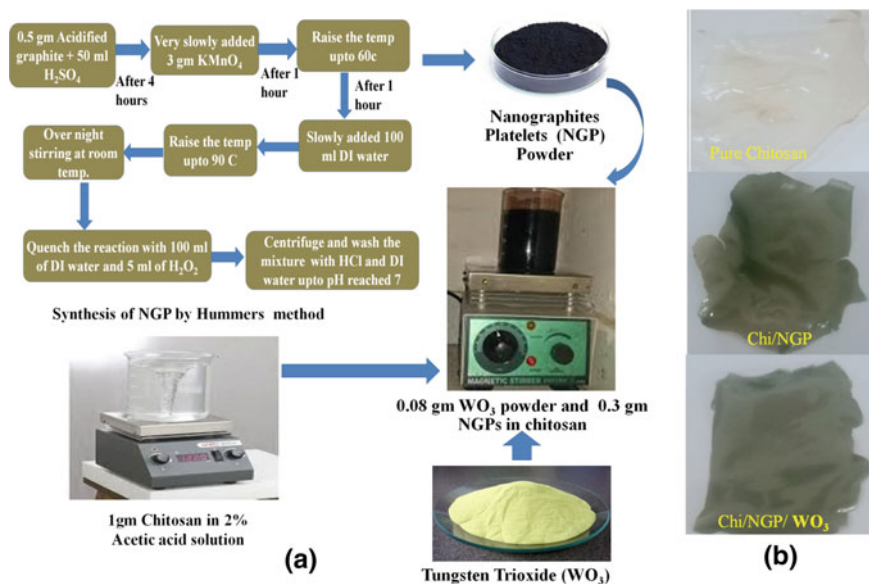 0.5 gm Acidified
graphite + 50 ml
H₂SO₄
After 4
hours
Very slowly added
3 gm KMnO₄
After 1
hour
Raise the temp
upto 60c
After 1
hour
Nanographites
Platelets (NGP)
Powder
Over night
stirring at room
temp.
Raise the temp
upto 90 C
Slowly added 100
ml DI water
Quench the reaction with 100 ml
of DI water and 5 ml of H₂O₂
Centrifuge and wash the
mixture with HCl and DI
water upto pH reached 7
Synthesis of NGP by Hummers method
MAGNETIC STIRRER
0.08 gm WO₃ powder and 0.3 gm
NGPs in chitosan
1gm Chitosan in 2%
Acetic acid solution
(a)
Tungsten Trioxide (WO₃)
Pure Chitosan
Chi/NGP
Chi/NGP/ WO₃
(b)